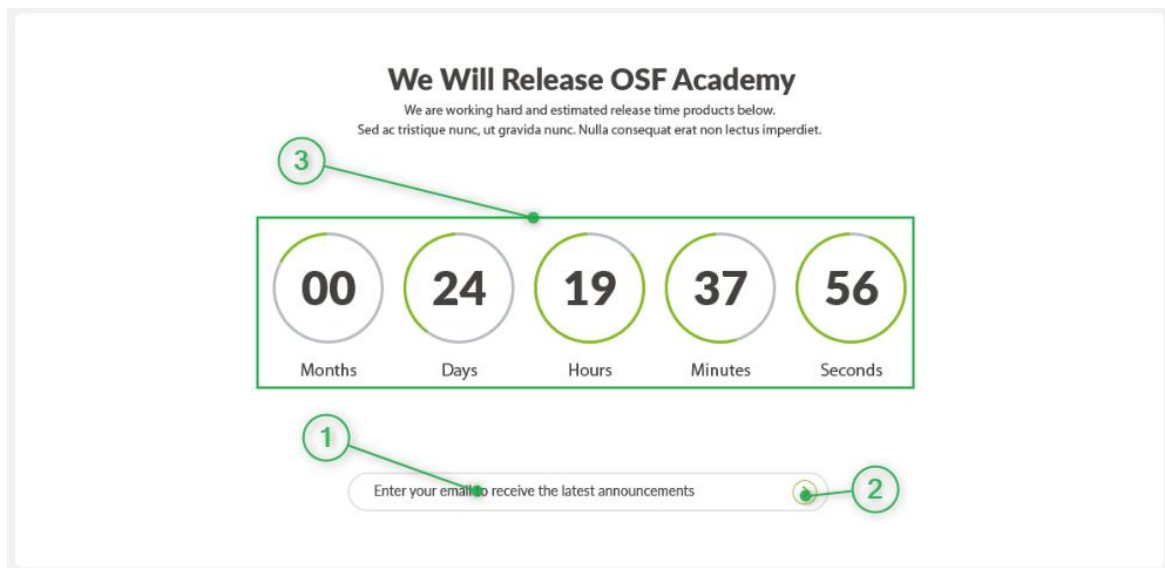 We Will Release OSF Academy
We are working hard and estimated release time products below.
Sed ac tristique nunc, ut gravida nunc. Nulla consequat erat non lectus imperdiet.
3
00 24 19 37 56
Months Days Hours Minutes Seconds
1
Enter your email to receive the latest announcements
2